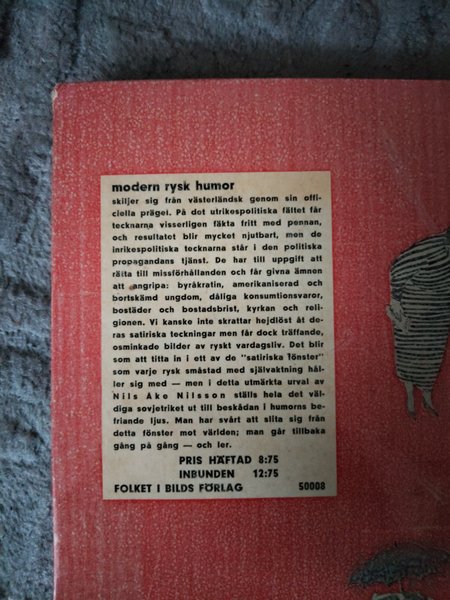 modern rysk humor
skiljer sig från västerländsk genom sin offi-
ciella prägel. På det utrikespolitiska fältet får
tecknarna visserligen fäkta fritt med pennan,
och resultatet blir mycket njutbart, men de
inrikespolitiska tecknarna står i den politiska
propagandans tjänst. De har till uppgift att
räita till missförhållanden och får givna ämnen
att angripa: byråkratin, amerikaniserad och
bortskämd ungdom, dåliga konsumtionsvaror,
bostäder och bostadsbrist, kyrkan och reli-
gionen. Vi kanske inte skrattar hejdlöst åt de-
ras satiriska teckningar men får dock träffande,
osminkade bilder av ryskt vardagsliv. Det blir
som att titta in i ett av de "satiriska fönster"
som varje rysk småstad med självaktning hål-
ler sig med — men i detta utmärkta urval av
Nils Åke Nilsson ställs hela det väl-
diga sovjetriket ut till beskådan i humorns be-
friande ljus. Man har svårt att slita sig från
detta fönster mot världen; man går tillbaka
gång på gång — och ler.
PRIS HÄFTAD 8:75
INBUNDEN 12:75
FOLKET I BILDS FÖRLAG 50008